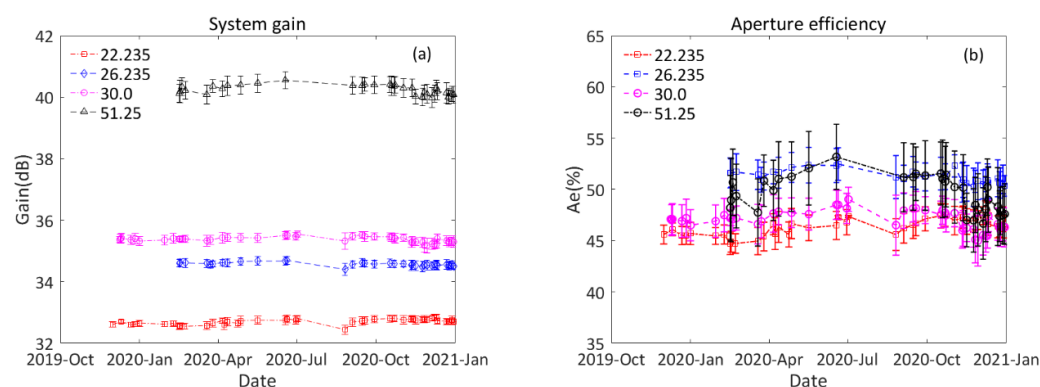 System gain
(a)
22.235
26.235
30.0
51.25
Gain(dB)
42
40
38
36
34
32
2019-Oct 2020-Jan 2020-Apr 2020-Jul 2020-Oct 2021-Jan
Date
Aperture efficiency
(b)
22.235
26.235
30.0
51.25
Ae(%)
65
60
55
50
45
40
35
2019-Oct 2020-Jan 2020-Apr 2020-Jul 2020-Oct 2021-Jan
Date